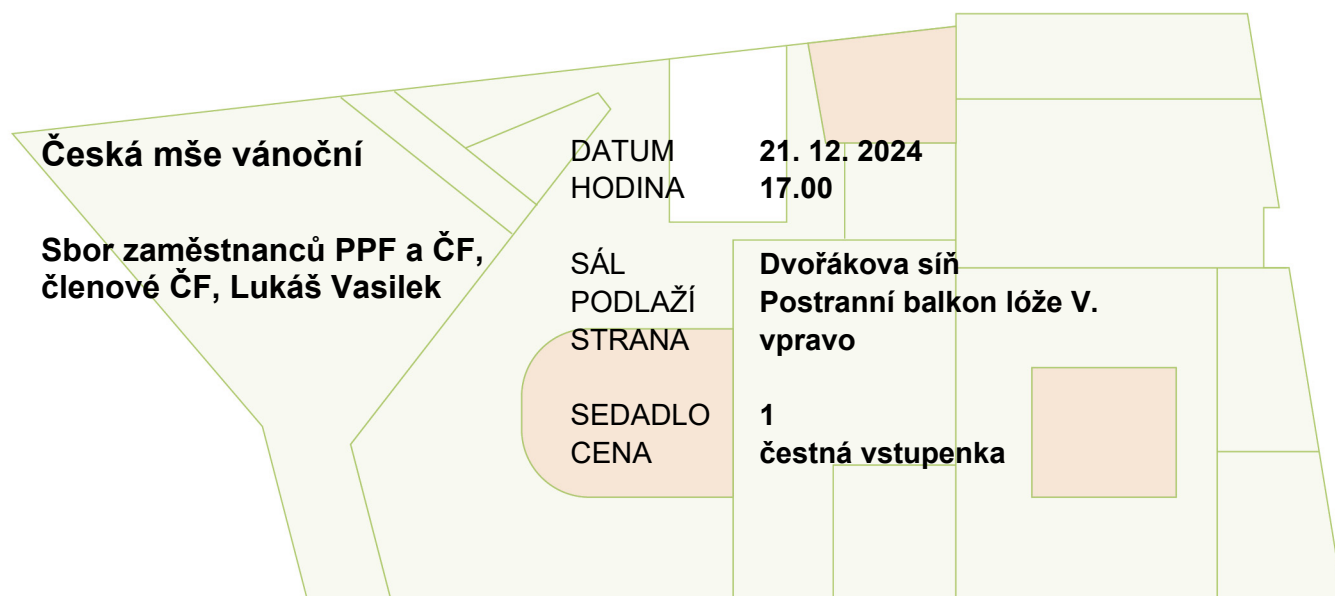 Česká mše vánoční
Sbor zaměstnanců PPF a ČF,
členové ČF, Lukáš Vasilek
DATUM 21. 12. 2024
HODINA 17.00
SÁL Dvořákova síň
PODLAŽÍ Postranní balkon lóže V.
STRANA vpravo
SEDADLO 1
CENA čestná vstupenka